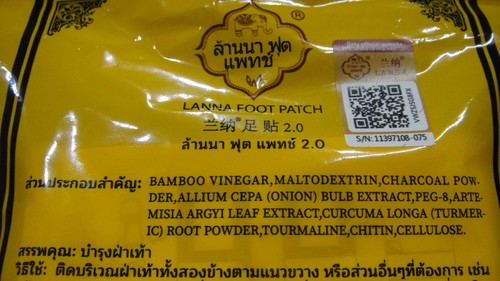 ®
ล้านนา ฟุต
แพทช์
LANNA FOOT PATCH
兰纳®足贴 2.0
ล้านนา ฟุต แพทช์ 2.0
兰纳®
VWZSUSGMX
S/N:11397108-075
ส่วนประกอบสำคัญ: BAMBOO VINEGAR,MALTODEXTRIN,CHARCOAL POW-
DER,ALLIUM CEPA (ONION) BULB EXTRACT,PEG-8,ARTE-
MISIA ARGYI LEAF EXTRACT,CURCUMA LONGA (TURMER-
IC) ROOT POWDER,TOURMALINE,CHITIN,CELLULOSE.
สรรพคุณ: บำรุงฝ่าเท้า
วิธีใช้: ติดบริเวณฝ่าเท้าทั้งสองข้างตามแนวขวาง หรือส่วนอื่นๆที่ต้องการ เช่น